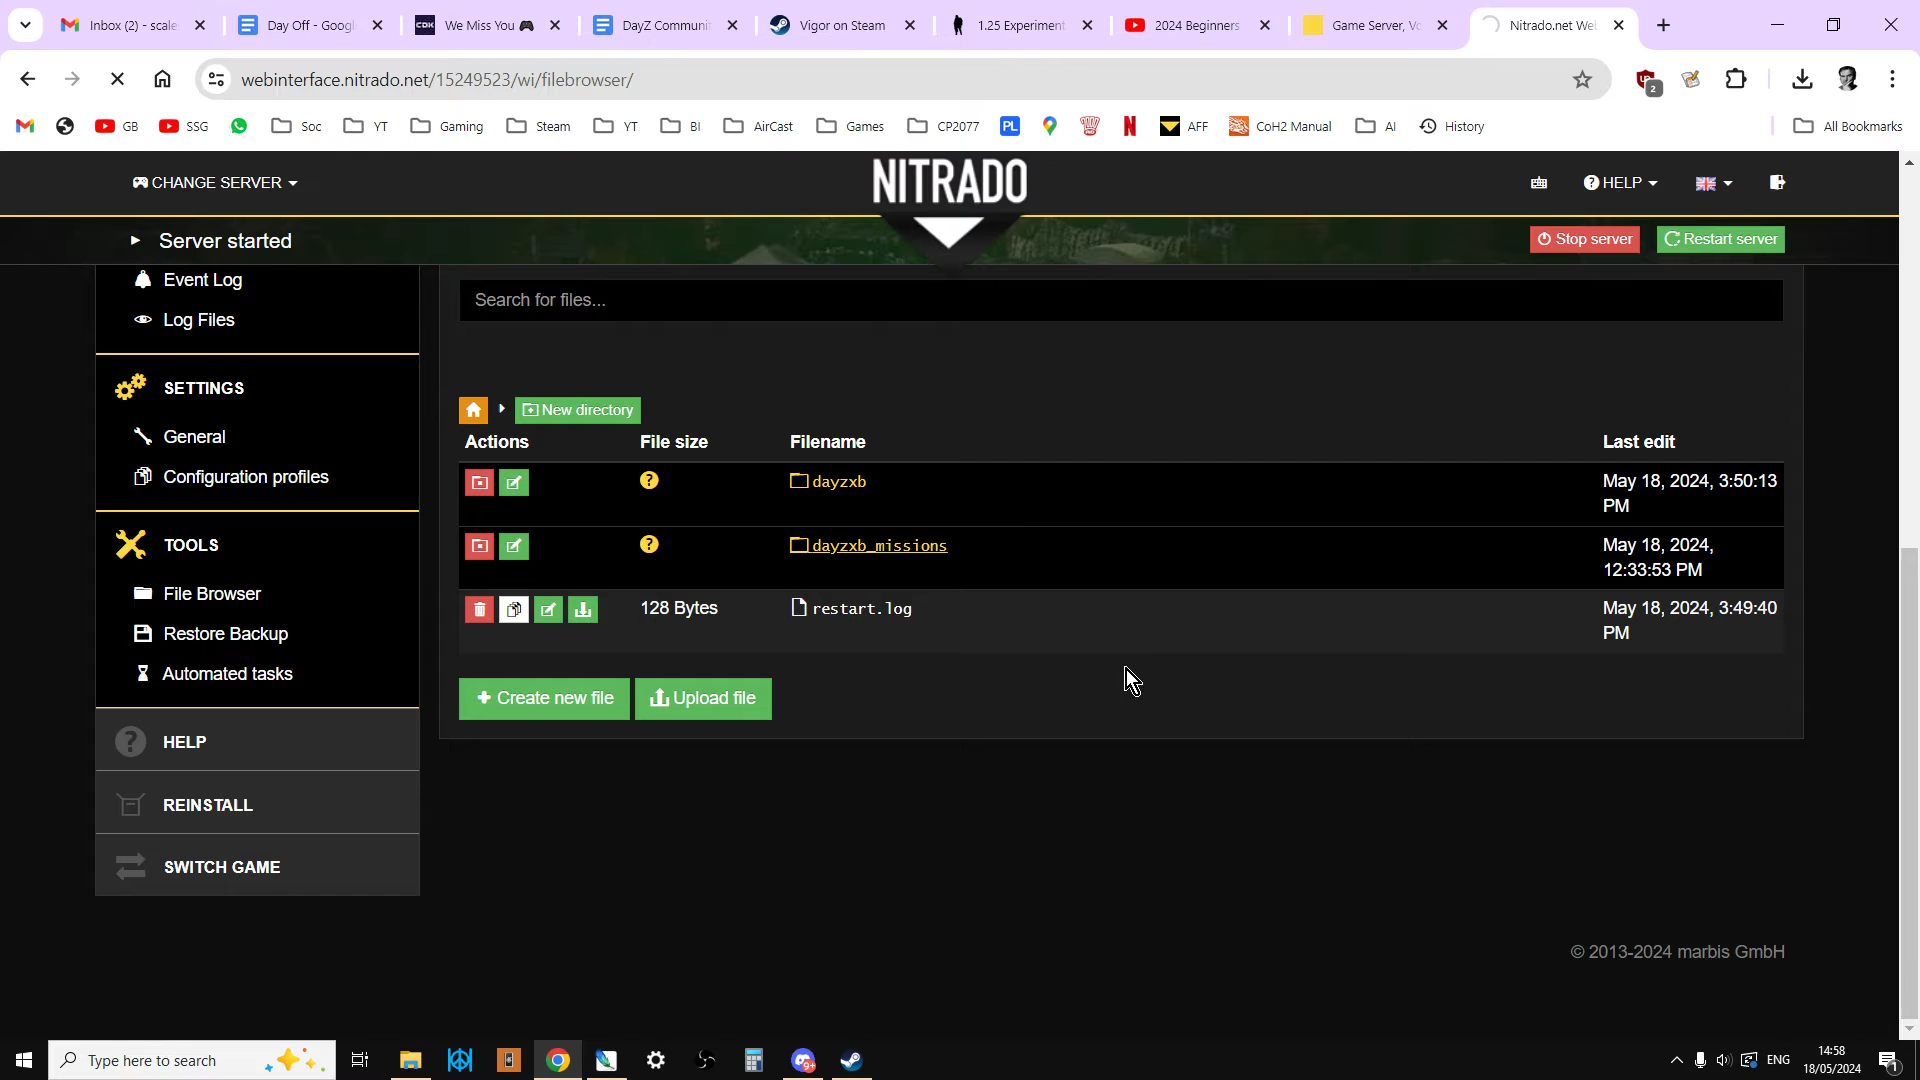 Inbox (2) - scale
Day Off - Googl
CDK We Miss You 🎮
DayZ Communi
Vigor on Steam
1.25 Experiment
2024 Beginners
Game Server, Vo
Nitrado.net We
webinterface.nitrado.net/15249523/wi/filebrowser/
2
GB
SSG
Soc
YT
Gaming
Steam
YT
BI
AirCast
Games
CP2077
PL
AFF
CoH2 Manual
AI
History
All Bookmarks
CHANGE SERVER
NITRADO
HELP
Server started
Stop server
Restart server
Event Log
Log Files
SETTINGS
General
Configuration profiles
TOOLS
File Browser
Restore Backup
Automated tasks
HELP
REINSTALL
SWITCH GAME
Search for files...
New directory
Actions File size Filename Last edit
dayzxb May 18, 2024, 3:50:13
PM
dayzxb_missions May 18, 2024,
12:33:53 PM
128 Bytes restart.log May 18, 2024, 3:49:40
PM
+ Create new file
Upload file
© 2013-2024 marbis GmbH
Type here to search
ENG
14:58
18/05/2024
1